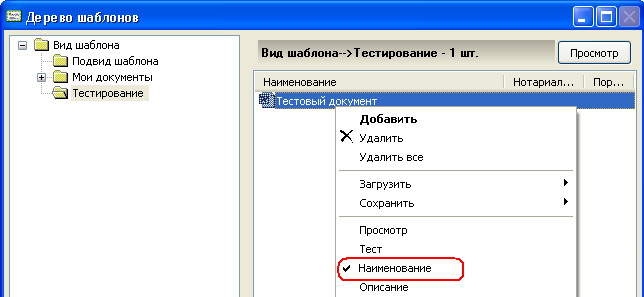 Дерево шаблонов
Вид шаблона
Подвид шаблона
Мои документы
Тестирование
Вид шаблона-->Тестирование - 1 шт.
Просмотр
Наименование Нотариал... Пор...
Тестовый документ
Добавить
Удалить
Удалить все
Загрузить
Сохранить
Просмотр
Тест
Наименование
Описание